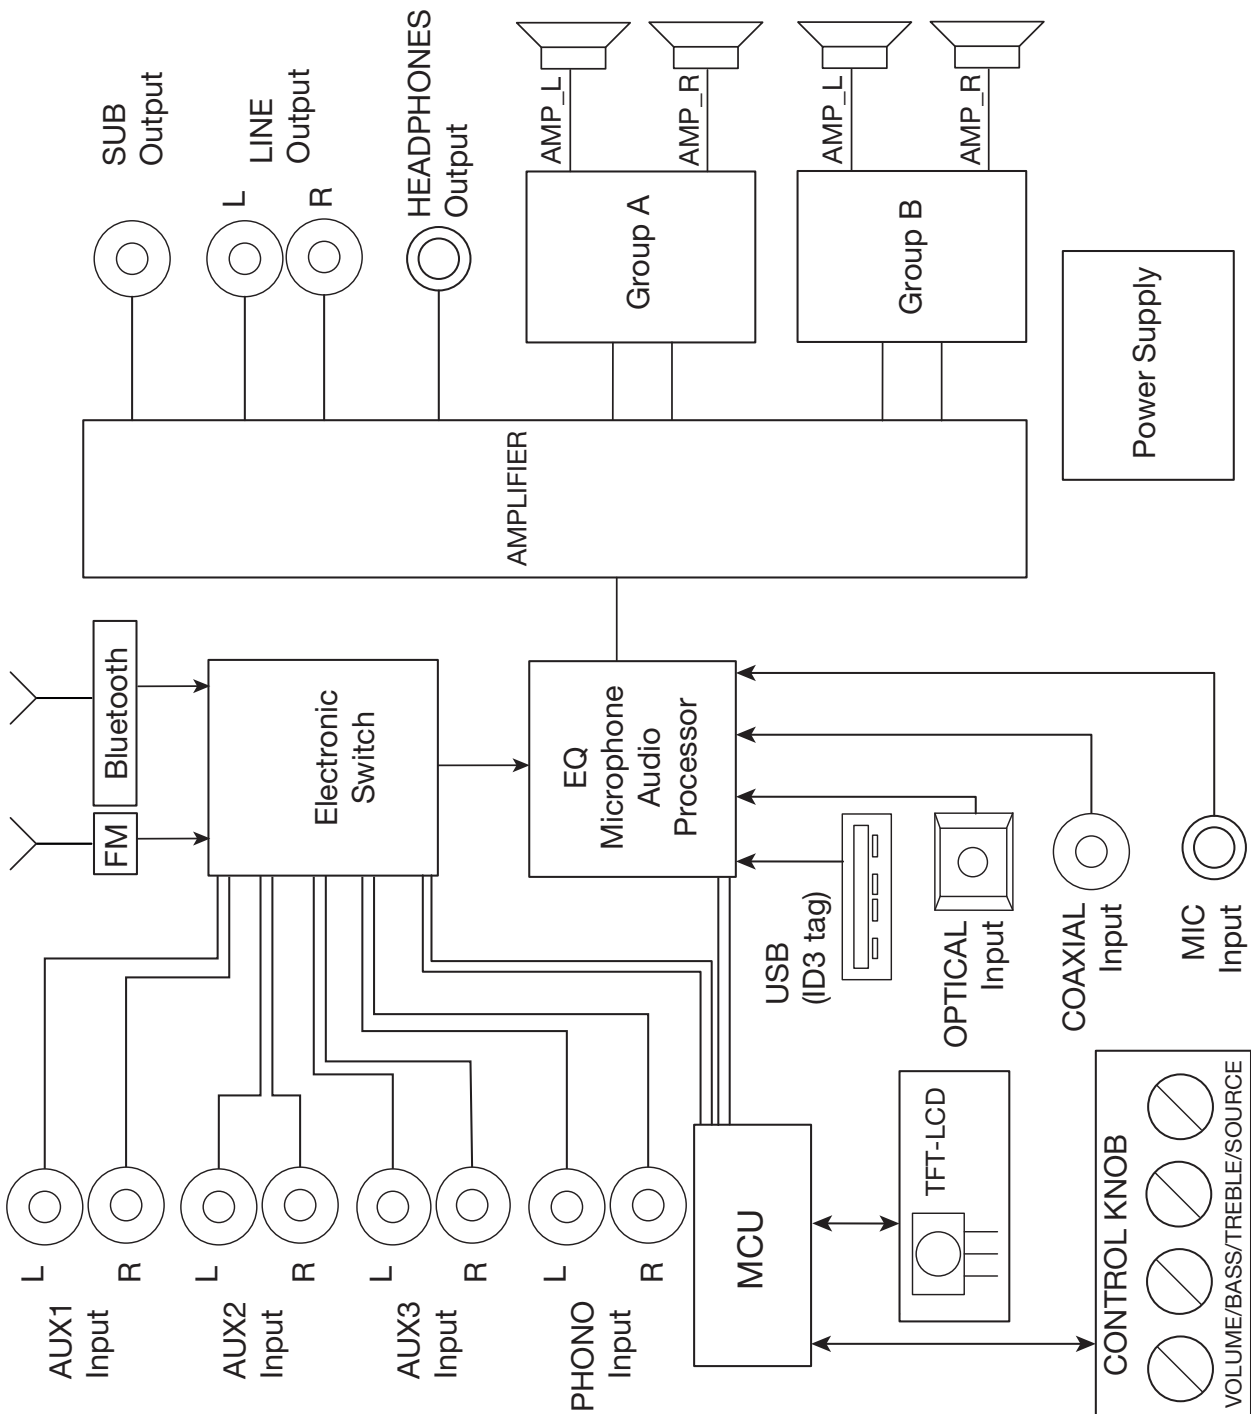 AUX1
Input
L
R
AUX2
Input
L
R
AUX3
Input
L
R
PHONO
Input
L
R
FM
Bluetooth
Electronic
Switch
EQ
Microphone
Audio
Processor
MCU
USB
(ID3 tag)
OPTICAL
Input
COAXIAL
Input
MIC
Input
TFT-LCD
CONTROL KNOB
VOLUME/BASS/TREBLE/SOURCE
AMPLIFIER
SUB
Output
LINE
Output
L
R
HEADPHONES
Output
Group A
AMP_L
AMP_R
Group B
AMP_L
AMP_R
Power Supply